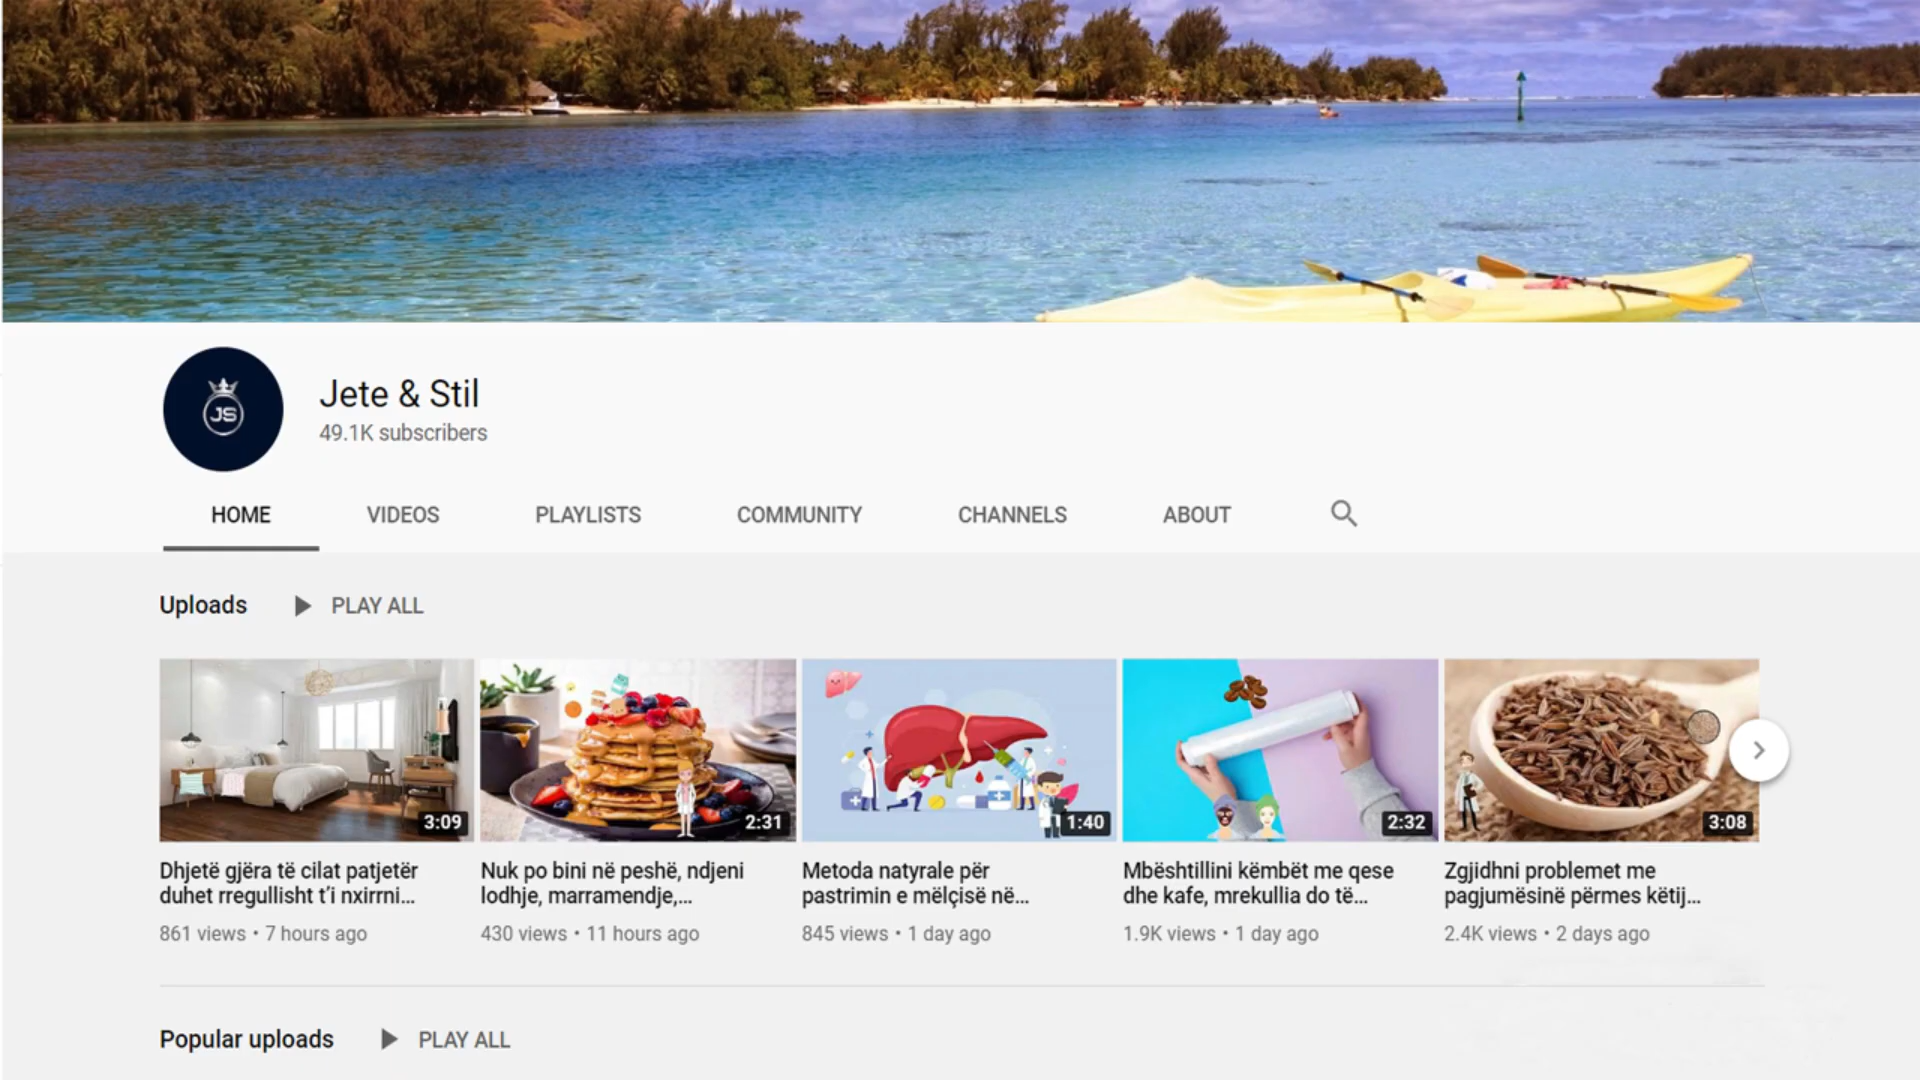 JS
Jete & Stil
49.1K subscribers
HOME VIDEOS PLAYLISTS COMMUNITY CHANNELS ABOUT
Uploads PLAY ALL
3:09 2:31 1:40 2:32 3:08
Dhjetë gjëra të cilat patjetër
duhet rregullisht t’i nxirrni...
861 views • 7 hours ago
Nuk po bini në peshë, ndjeni
lodhje, marramendje,...
430 views • 11 hours ago
Metoda natyrale për
pastrimin e mëlçisë në...
845 views • 1 day ago
Mbështillini këmbët me qese
dhe kafe, mrekullia do të...
1.9K views • 1 day ago
Zgjidhni problemet me
pagjumësinë përmes këtij...
2.4K views • 2 days ago
Popular uploads PLAY ALL